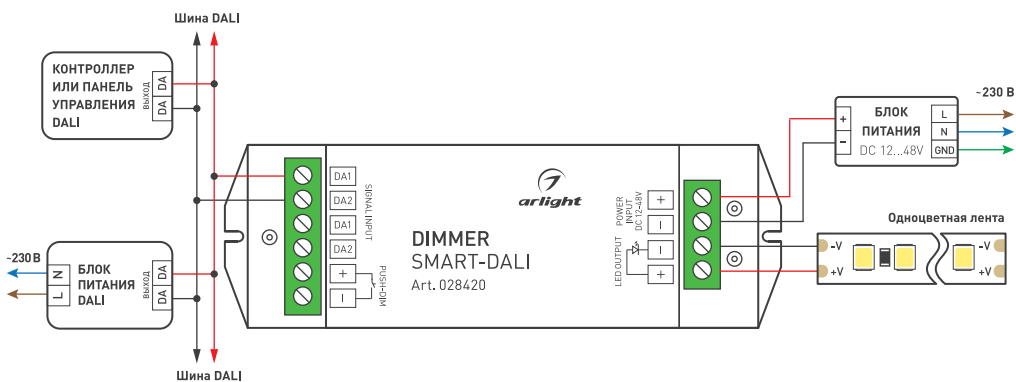 Шина DALI
КОНТРОЛЛЕР
ИЛИ ПАНЕЛЬ
УПРАВЛЕНИЯ
DALI
ВЫХОД
DA
DA
~230 В
N
L
БЛОК
ПИТАНИЯ
DALI
ВЫХОД
DA
DA
Шина DALI
DA1
DA2
DA1
DA2
+
–
SIGNAL INPUT
PUSH-DIM
arlight
DIMMER
SMART-DALI
Art. 028420
POWER
INPUT
DC 12-48V
LED OUTPUT
+
–
–
+
+
–
БЛОК
ПИТАНИЯ
DC 12...48V
L
N
GND
~230 В
Одноцветная лента
-V
+V
-V
+V